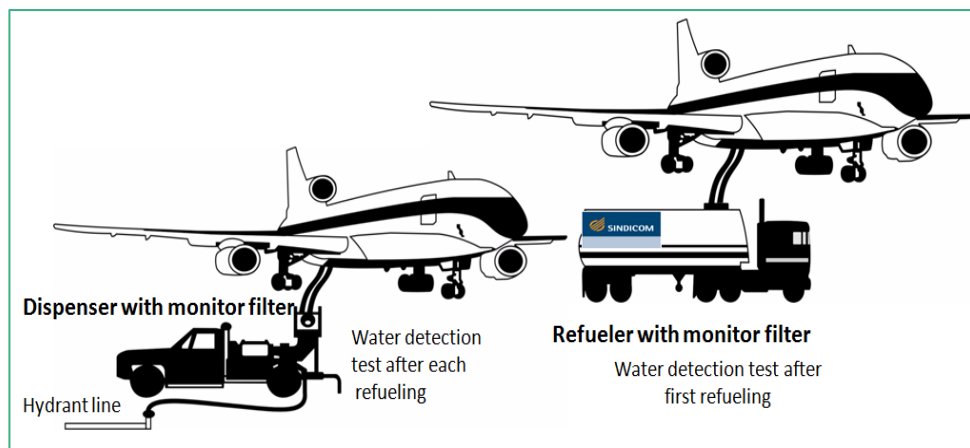 SINDICOM
Dispenser with monitor filter
Water detection
test after each
refueling
Hydrant line
Refueler with monitor filter
Water detection test after
first refueling